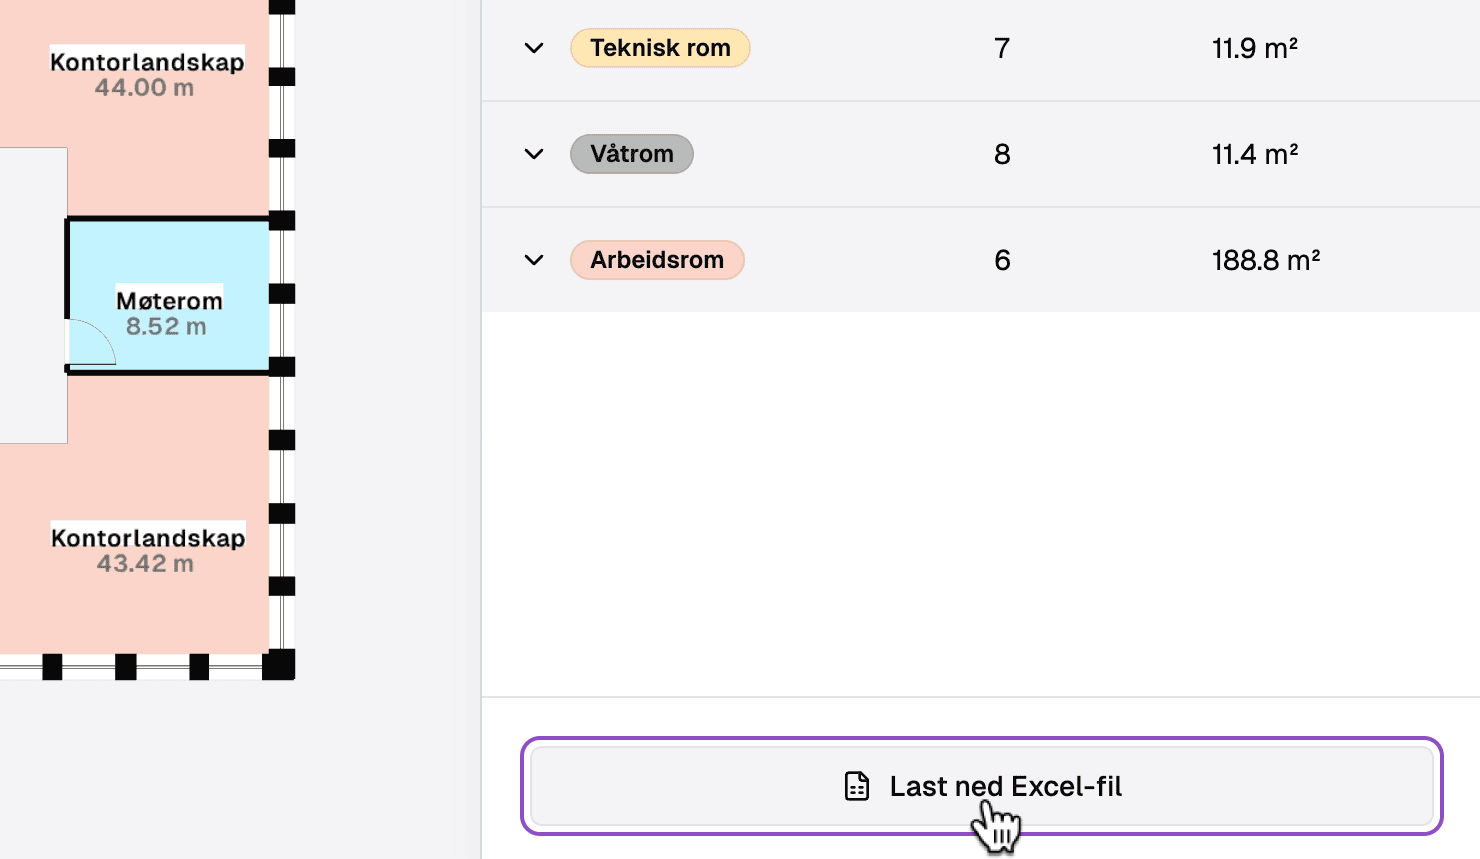 Kontorlandskap
44.00 m
Møterom
8.52 m
Kontorlandskap
43.42 m
Teknisk rom 7 11.9 m²
Våtrom 8 11.4 m²
Arbeidsrom 6 188.8 m²
Last ned Excel-fil